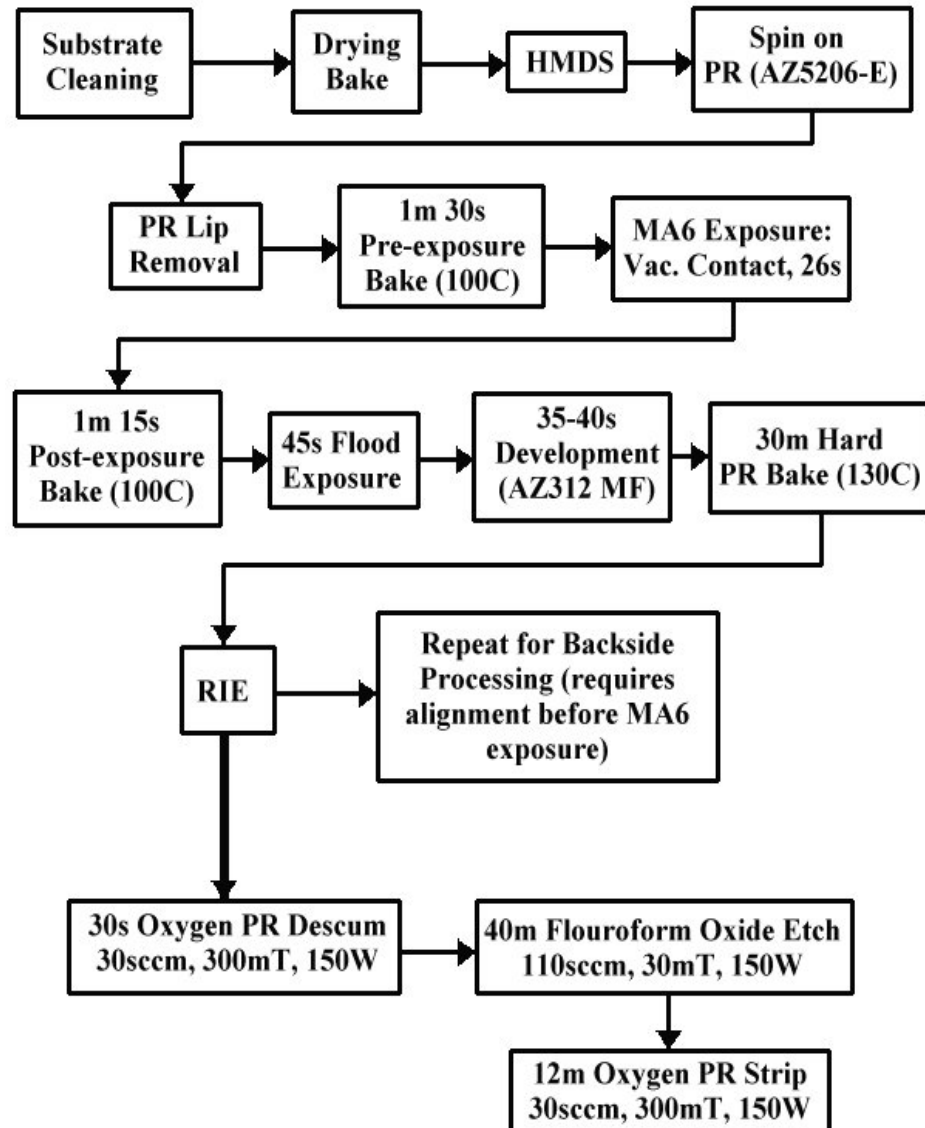 Substrate
Cleaning
Drying
Bake
HMDS
Spin on
PR (AZ5206-E)
PR Lip
Removal
1m 30s
Pre-exposure
Bake (100C)
MA6 Exposure:
Vac. Contact, 26s
1m 15s
Post-exposure
Bake (100C)
45s Flood
Exposure
35-40s
Development
(AZ312 MF)
30m Hard
PR Bake (130C)
RIE
Repeat for Backside
Processing (requires
alignment before MA6
exposure)
30s Oxygen PR Descum
30sccm, 300mT, 150W
40m Flouroform Oxide Etch
110sccm, 30mT, 150W
12m Oxygen PR Strip
30sccm, 300mT, 150W